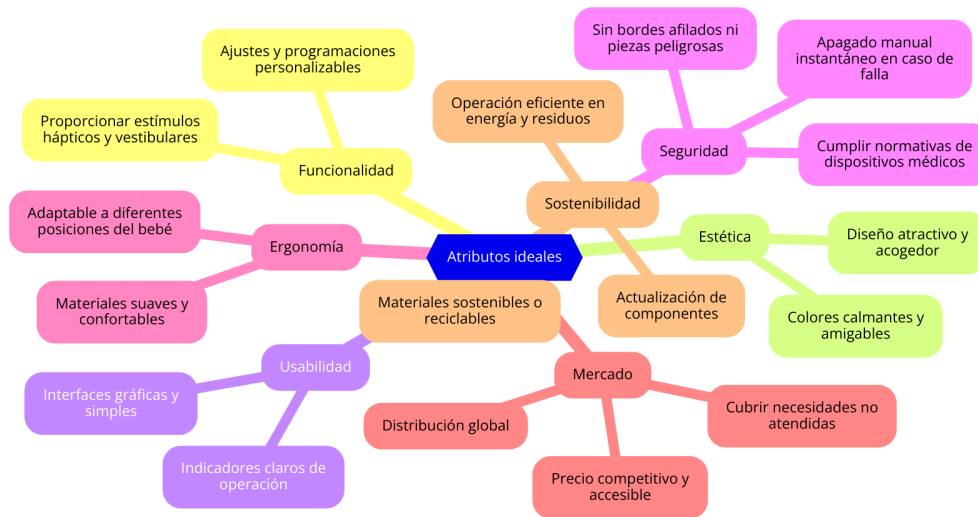 Ajustes y programaciones
personalizables
Proporcionar estímulos
hápticos y vestibulares
Funcionalidad
Sin bordes afilados ni
piezas peligrosas
Apagado manual
instantáneo en caso de
falla
Cumplir normativas de
dispositivos médicos
Seguridad
Operación eficiente en
energía y residuos
Sostenibilidad
Actualización de
componentes
Materiales sostenibles o
reciclables
Adaptable a diferentes
posiciones del bebé
Ergonomía
Materiales suaves y
confortables
Atributos ideales
Estética
Diseño atractivo y
acogedor
Colores calmantes y
amigables
Usabilidad
Interfaces gráficas y
simples
Indicadores claros de
operación
Mercado
Distribución global
Precio competitivo y
accesible
Cubrir necesidades no
atendidas